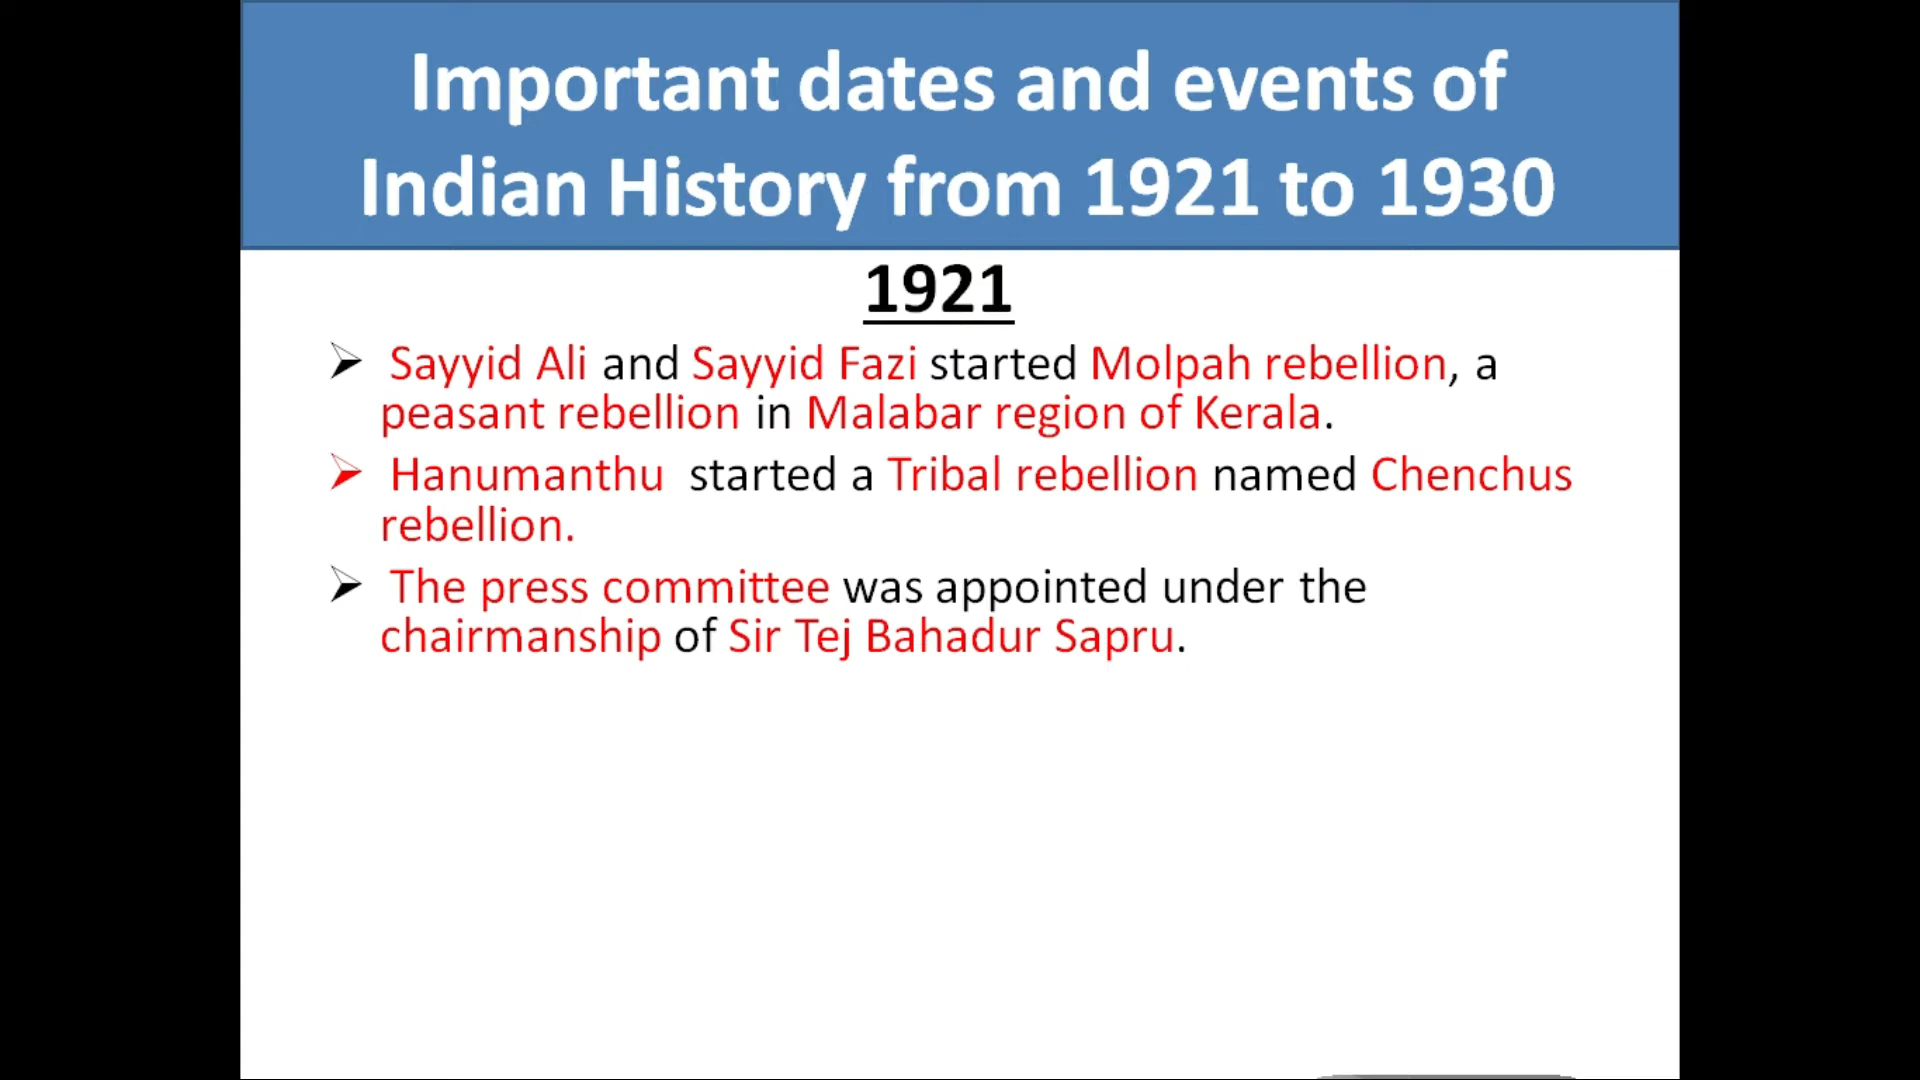 Important dates and events of
Indian History from 1921 to 1930
1921
➢ Sayyid Ali and Sayyid Fazi started Molpah rebellion, a
peasant rebellion in Malabar region of Kerala.
➢ Hanumanthu started a Tribal rebellion named Chenchus
rebellion.
➢ The press committee was appointed under the
chairmanship of Sir Tej Bahadur Sapru.